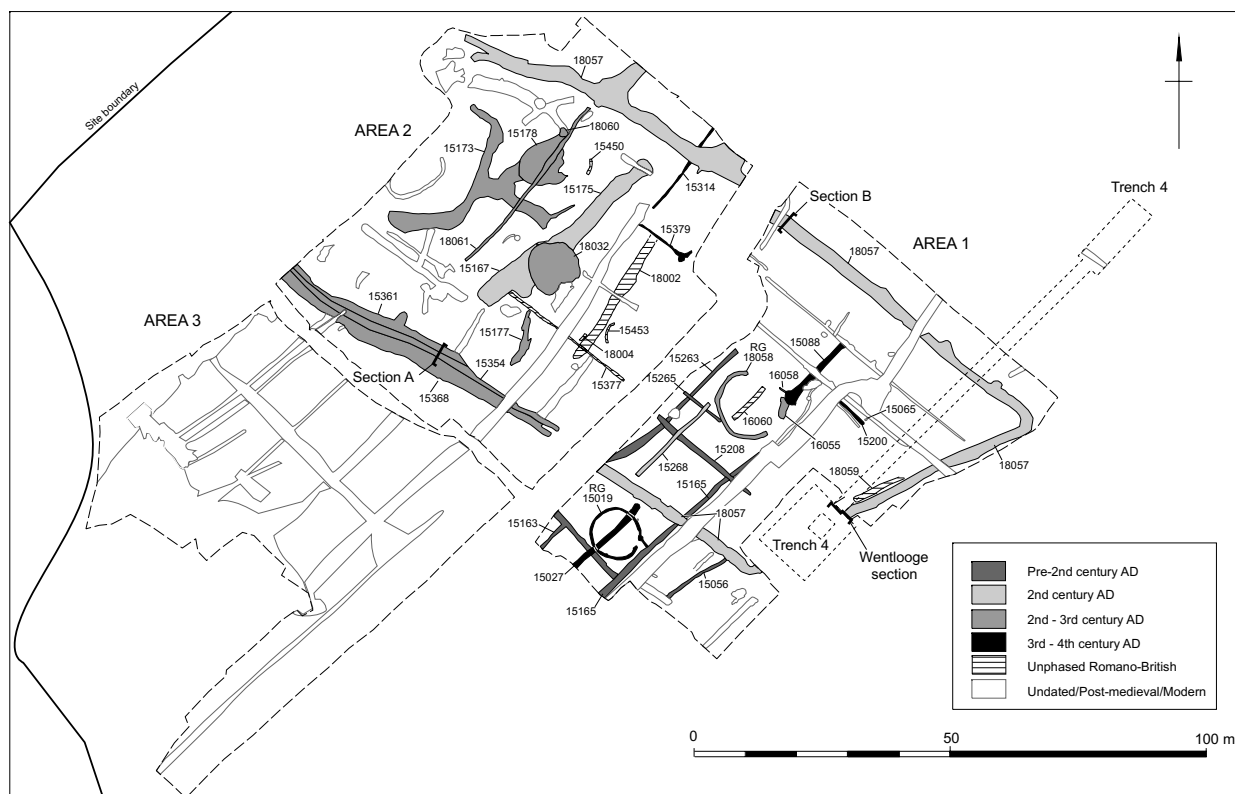 Site boundary
AREA 2
18057
15178
18060
15173
15450
15175
15314
Trench 4
Section B
15379
AREA 1
18061
18032
15167
18002
18057
15361
AREA 3
15177
15453
15354
18004
15377
Section A
15368
15263
RG
18058
15088
15265
16058
16060
15065
16055
15200
15208
15268
15165
18057
18059
RG
15019
18057
15163
Trench 4
Wentlooge
section
15027
15056
15165
Pre-2nd century AD
2nd century AD
2nd - 3rd century AD
3rd - 4th century AD
Unphased Romano-British
Undated/Post-medieval/Modern
0
50
100 m